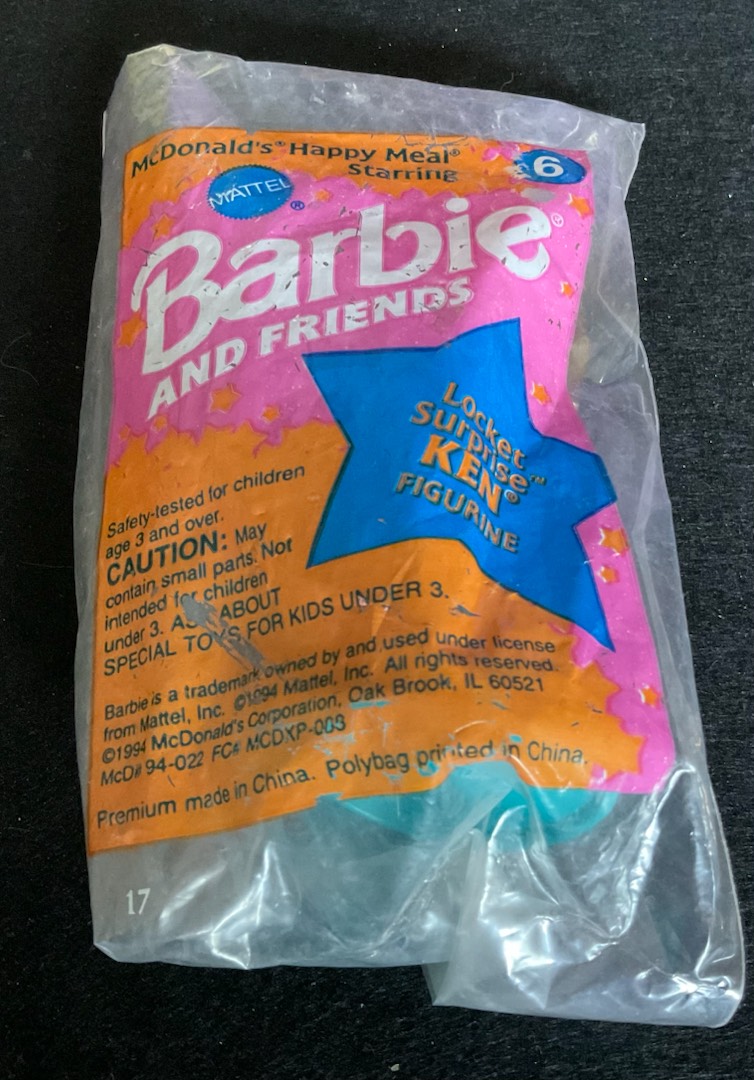 McDonald's® Happy Meal®
Starring
6
MATTEL®
Barbie®
AND FRIENDS
Locket
Surprise™
KEN®
FIGURINE
Safety-tested for children
age 3 and over.
CAUTION: May
contain small parts. Not
intended for children
under 3. ABOUT
SPECIAL TOYS FOR KIDS UNDER 3.
Barbie is a trademark owned by and used under license
from Mattel, Inc. ©1994 Mattel, Inc. All rights reserved.
©1994 McDonald's Corporation, Oak Brook, IL 60521
McD# 94-022 FC# MCDXP-008
Premium made in China. Polybag printed in China.
17